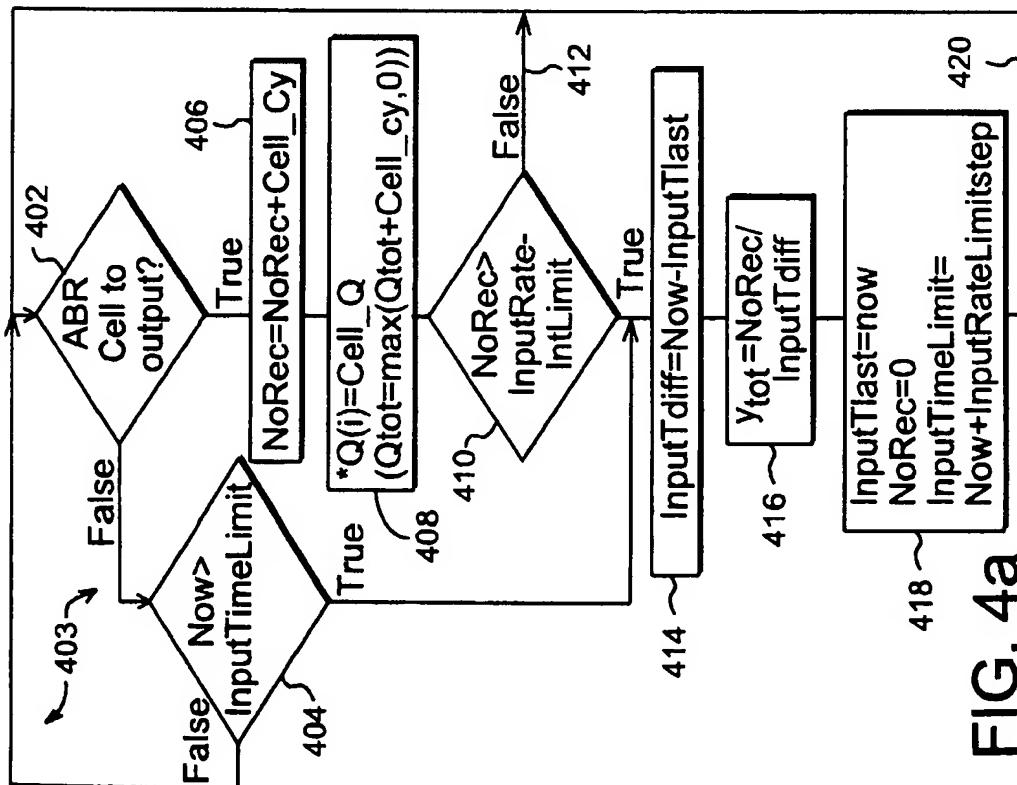 402
ABR
Cell to
output?
403
False
True
Now>
InputTimeLimit
404
False
True
406
NoRec=NoRec+Cell_Cy
*Q(i)=Cell_Q
(Qtot=max(Qtot+Cell_cy,0))
408
NoRec>
InputRate-
IntLimit
410
False
412
True
InputTdiff=Now-InputTlast
414
ytot=NoRec/
InputTdiff
416
InputTlast=now
NoRec=0
InputTimeLimit=
Now+InputRateLimitstep
418
420
FIG. 4a